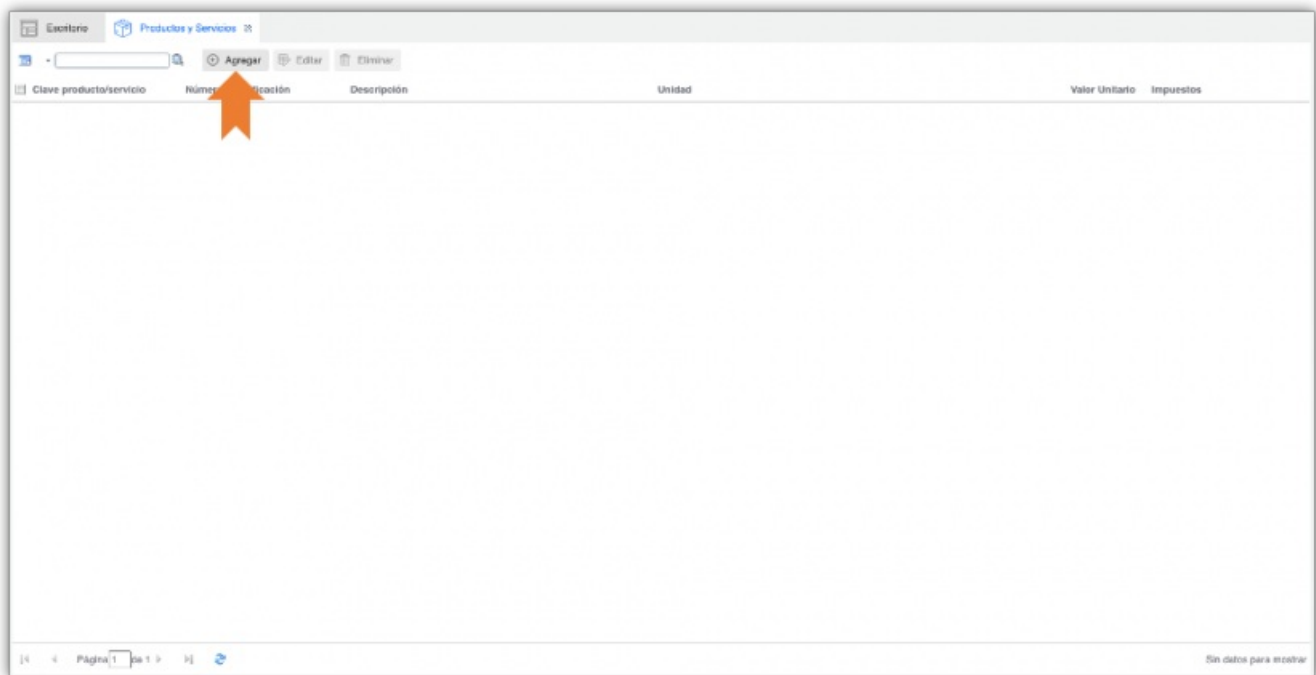 Escritorio Productos y Servicios
Agregar Editar Eliminar
Clave producto/servicio Descripción Unidad Valor Unitario Impuestos
Página 1 de 1 Sin datos para mostrar